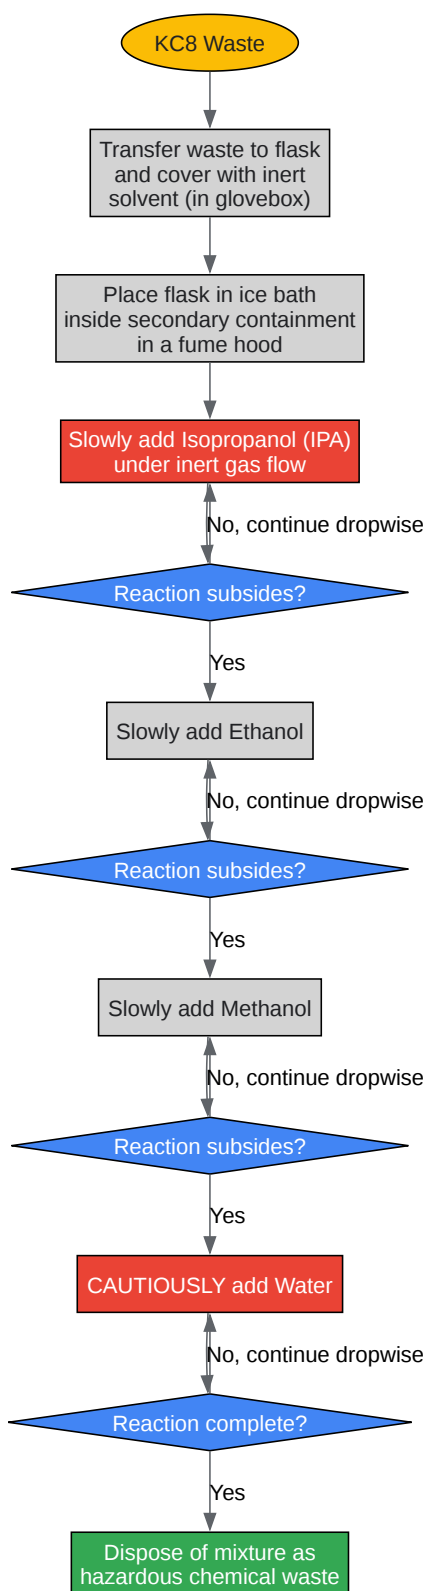 KC8 Waste
Transfer waste to flask
and cover with inert
solvent (in glovebox)
Place flask in ice bath
inside secondary containment
in a fume hood
Slowly add Isopropanol (IPA)
under inert gas flow
No, continue dropwise
Reaction subsides?
Yes
Slowly add Ethanol
No, continue dropwise
Reaction subsides?
Yes
Slowly add Methanol
No, continue dropwise
Reaction subsides?
Yes
CAUTIOUSLY add Water
No, continue dropwise
Reaction complete?
Yes
Dispose of mixture as
hazardous chemical waste